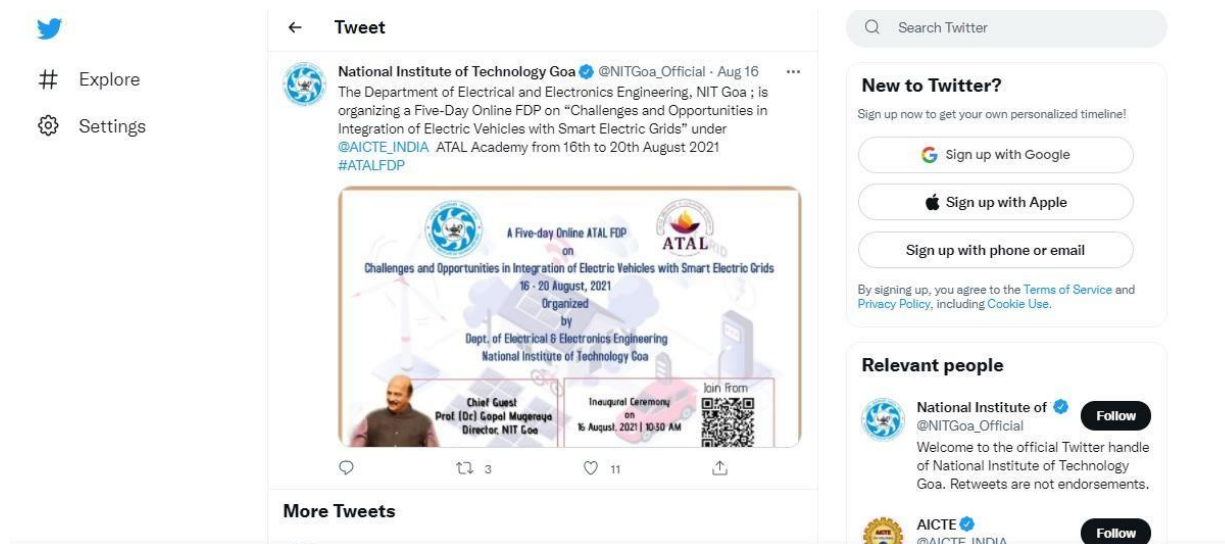 Explore
Settings
Tweet
National Institute of Technology Goa @NITGoa_Official · Aug 16
The Department of Electrical and Electronics Engineering, NIT Goa ; is
organizing a Five-Day Online FDP on “Challenges and Opportunities in
Integration of Electric Vehicles with Smart Electric Grids” under
@AICTE_INDIA ATAL Academy from 16th to 20th August 2021
#ATALFDP
A Five-day Online ATAL FDP
ATAL
on
Challenges and Opportunities in Integration of Electric Vehicles with Smart Electric Grids
16 - 20 August, 2021
Organized
by
Dept. of Electrical & Electronics Engineering
National Institute of Technology Goa
Chief Guest
Prof. (Dr.) Gopal Mugeraya
Director, NIT Goa
Inaugural Ceremony
on
16 August, 2021 | 10:30 AM
Join From
3
11
More Tweets
Search Twitter
New to Twitter?
Sign up now to get your own personalized timeline!
Sign up with Google
Sign up with Apple
Sign up with phone or email
By signing up, you agree to the Terms of Service and
Privacy Policy, including Cookie Use.
Relevant people
National Institute of
@NITGoa_Official
Follow
Welcome to the official Twitter handle
of National Institute of Technology
Goa. Retweets are not endorsements.
AICTE
@AICTE_INDIA
Follow